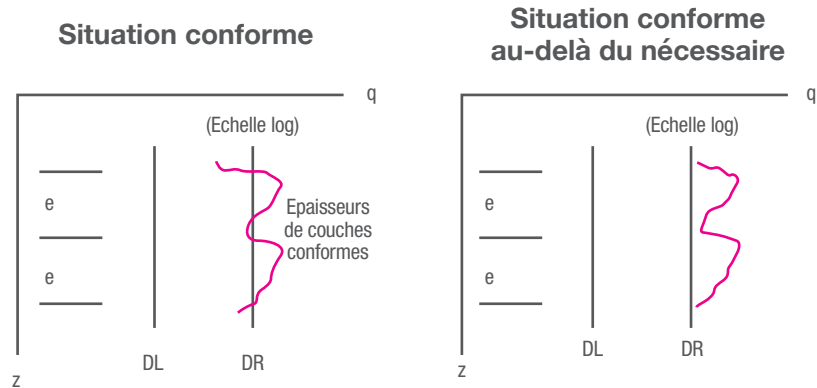 Situation conforme
q
(Echelle log)
e
Epaisseurs
de couches
conformes
e
DL
DR
z
Situation conforme
au-delà du nécessaire
q
(Echelle log)
e
e
DL
DR
z